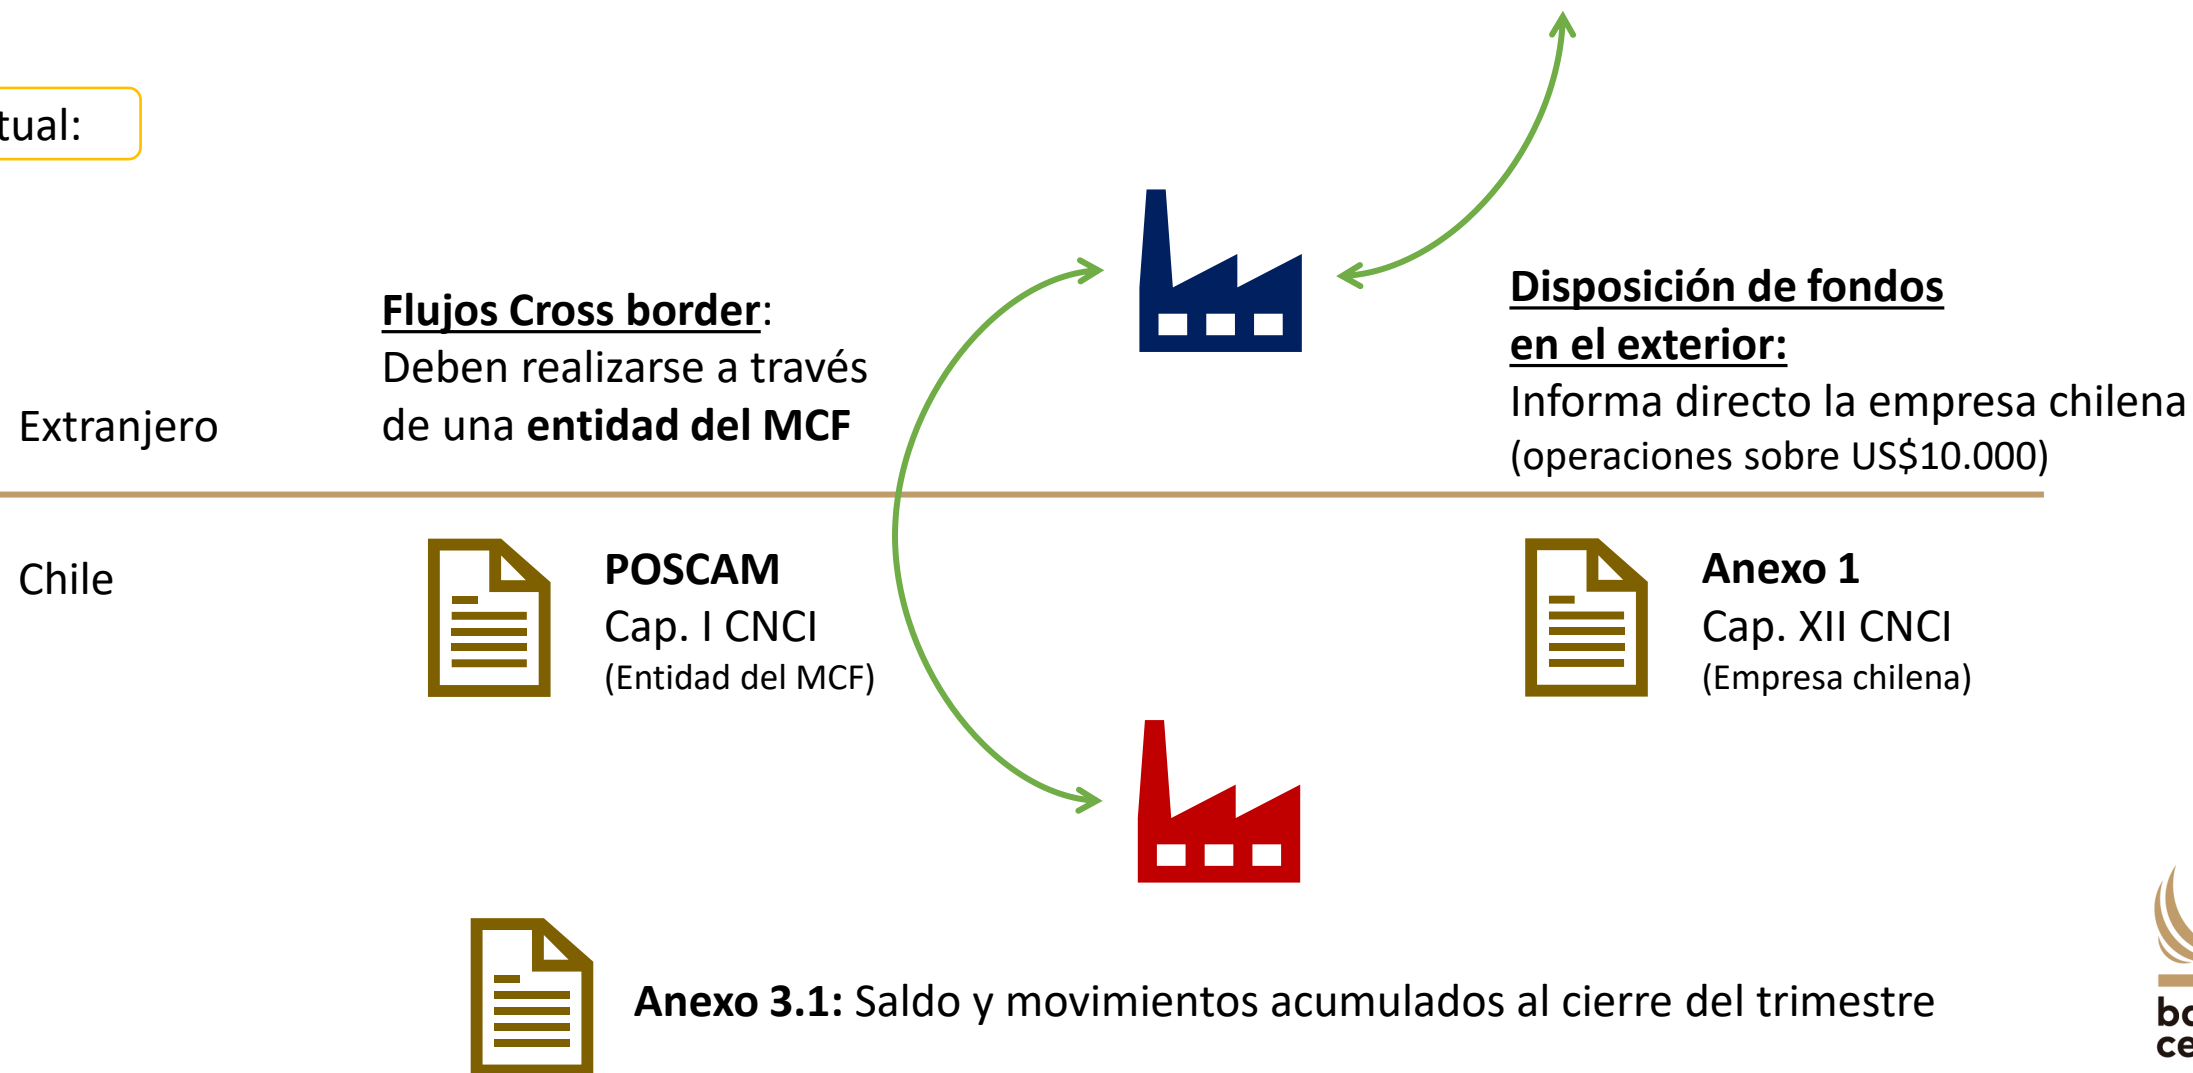 tual:
Flujos Cross border:
Deben realizarse a través
de una entidad del MCF
Disposición de fondos
en el exterior:
Informa directo la empresa chilena
(operaciones sobre US$10.000)
Extranjero
Chile
POSCAM
Cap. I CNCI
(Entidad del MCF)
Anexo 1
Cap. XII CNCI
(Empresa chilena)
Anexo 3.1: Saldo y movimientos acumulados al cierre del trimestre